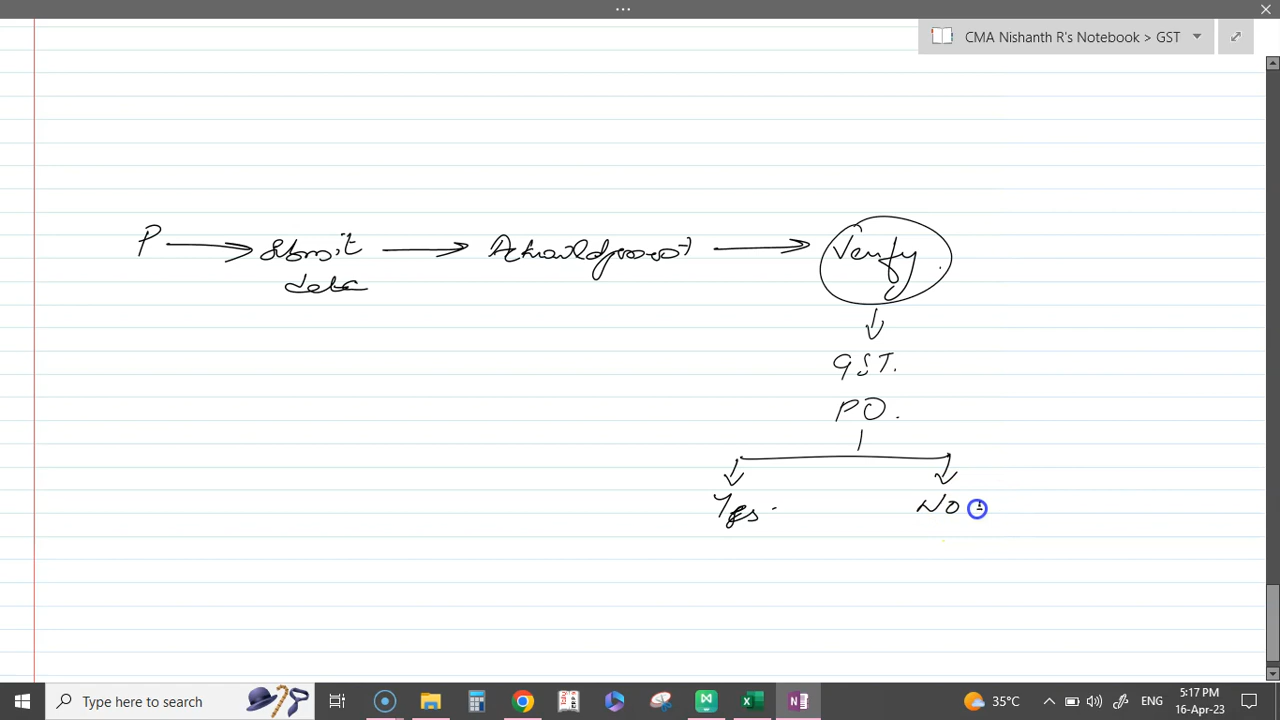 ...
CMA Nishanth R's Notebook > GST
P → Submit data → Acknowledgement → Verify
GST.
PO.
Yes NO
Type here to search
35°C
ENG
5:17 PM
16-Apr-23